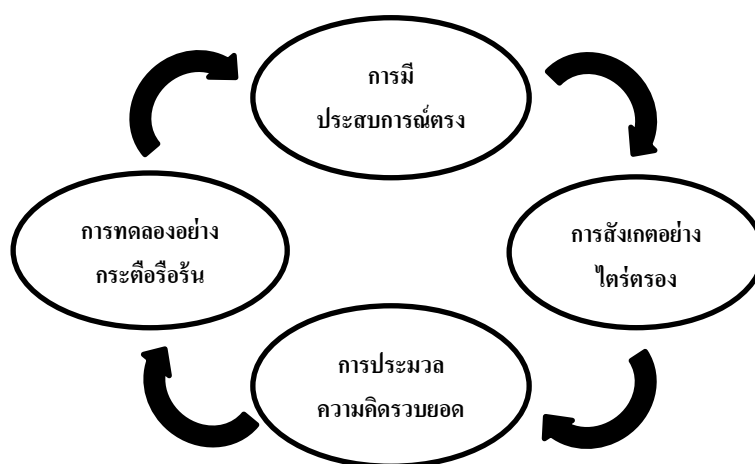 การมี
ประสบการณ์ตรง
การสังเกตอย่าง
ไตร่ตรอง
การประมวล
ความคิดรวบยอด
การทดลองอย่าง
กระตือรือร้น